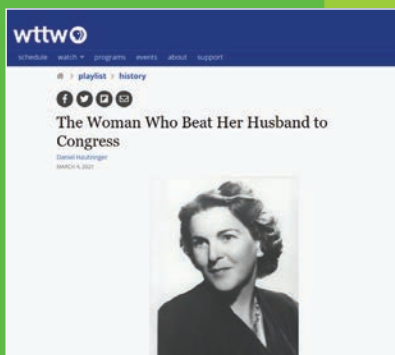 wttw
schedule watch programs events about support
> playlist > history
The Woman Who Beat Her Husband to
Congress
Daniel Hautzinger
MARCH 4, 2021